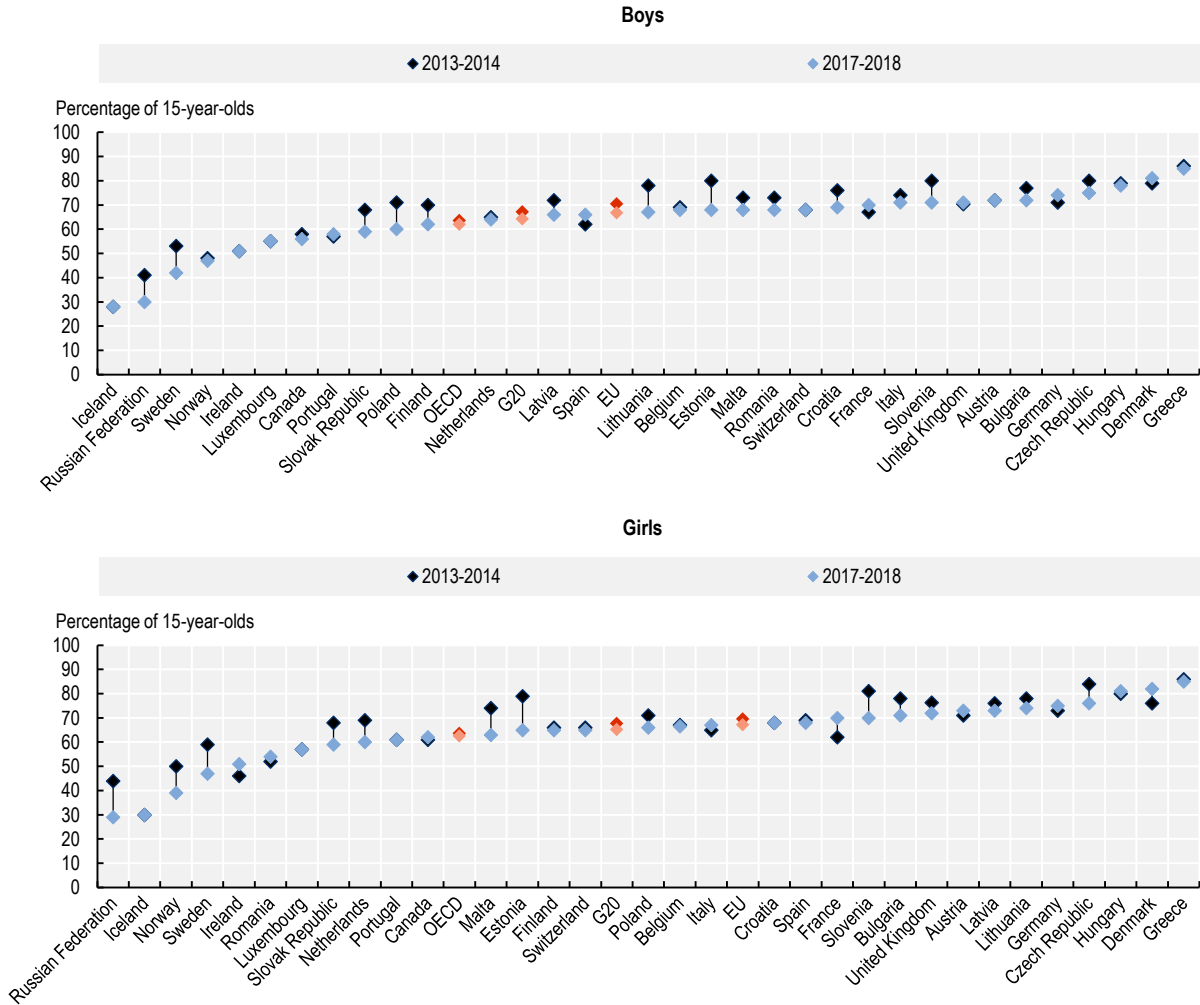 Boys
2013-2014 2017-2018
Percentage of 15-year-olds
100
90
80
70
60
50
40
30
20
10
0
Iceland
Russian Federation
Sweden
Norway
Ireland
Luxembourg
Canada
Portugal
Slovak Republic
Poland
Finland
OECD
Netherlands
G20
Latvia
Spain
EU
Lithuania
Belgium
Estonia
Malta
Romania
Switzerland
Croatia
France
Italy
Slovenia
United Kingdom
Austria
Bulgaria
Germany
Czech Republic
Hungary
Denmark
Greece
Girls
2013-2014 2017-2018
Percentage of 15-year-olds
100
90
80
70
60
50
40
30
20
10
0
Russian Federation
Iceland
Norway
Sweden
Ireland
Romania
Luxembourg
Slovak Republic
Netherlands
Portugal
Canada
OECD
Malta
Estonia
Finland
Switzerland
G20
Poland
Belgium
Italy
EU
Croatia
Spain
France
Slovenia
Bulgaria
United Kingdom
Austria
Latvia
Lithuania
Germany
Czech Republic
Hungary
Denmark
Greece